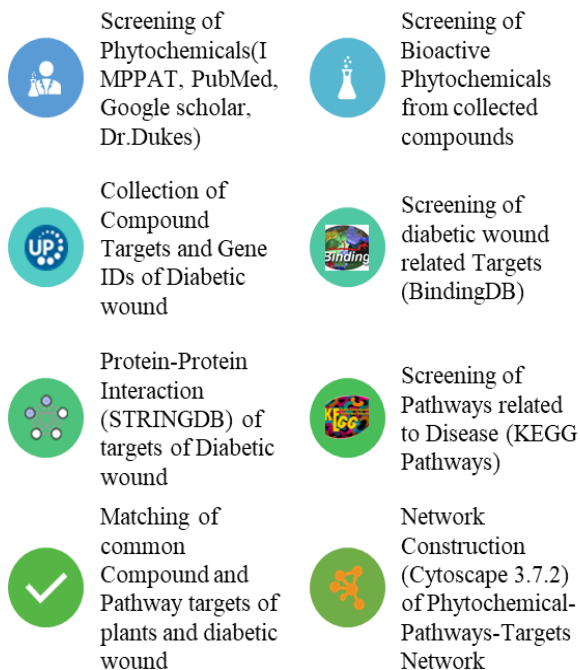 Screening of
Phytochemicals(I
MPPAT, PubMed,
Google scholar,
Dr.Dukes)
Screening of
Bioactive
Phytochemicals
from collected
compounds
UP
Collection of
Compound
Targets and Gene
IDs of Diabetic
wound
Binding
Screening of
diabetic wound
related Targets
(BindingDB)
Protein-Protein
Interaction
(STRINGDB) of
targets of Diabetic
wound
KEGG
Screening of
Pathways related
to Disease (KEGG
Pathways)
Matching of
common
Compound and
Pathway targets of
plants and diabetic
wound
Network
Construction
(Cytoscape 3.7.2)
of Phytochemical-
Pathways-Targets
Network